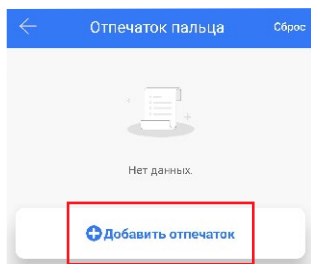 Отпечаток пальца Сброс
Нет данных.
Добавить отпечаток